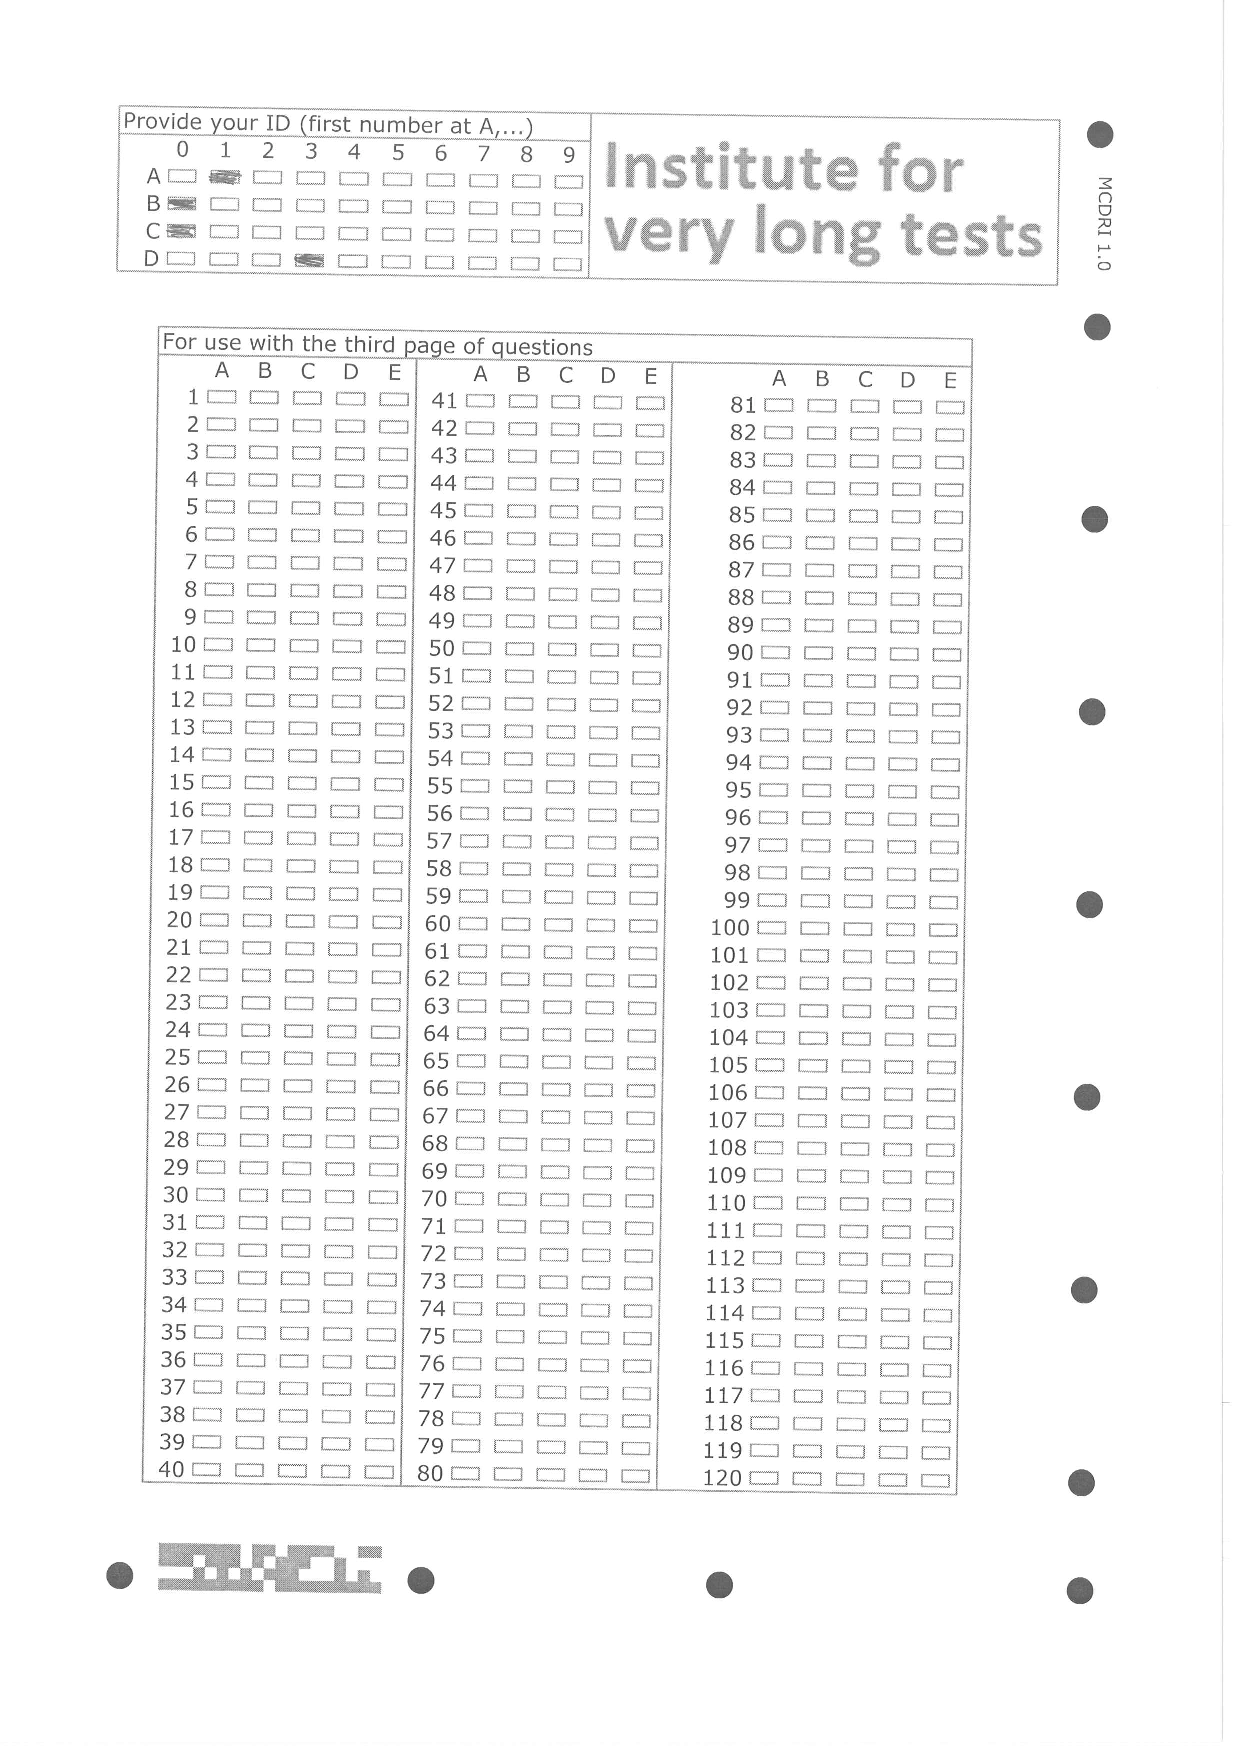 Provide your ID (first number at A,...)
0 1 2 3 4 5 6 7 8 9
A
B
C
D
Institute for
very long tests
MCDRI 1.0
For use with the third page of questions
A B C D E A B C D E A B C D E
1 41 81
2 42 82
3 43 83
4 44 84
5 45 85
6 46 86
7 47 87
8 48 88
9 49 89
10 50 90
11 51 91
12 52 92
13 53 93
14 54 94
15 55 95
16 56 96
17 57 97
18 58 98
19 59 99
20 60 100
21 61 101
22 62 102
23 63 103
24 64 104
25 65 105
26 66 106
27 67 107
28 68 108
29 69 109
30 70 110
31 71 111
32 72 112
33 73 113
34 74 114
35 75 115
36 76 116
37 77 117
38 78 118
39 79 119
40 80 120